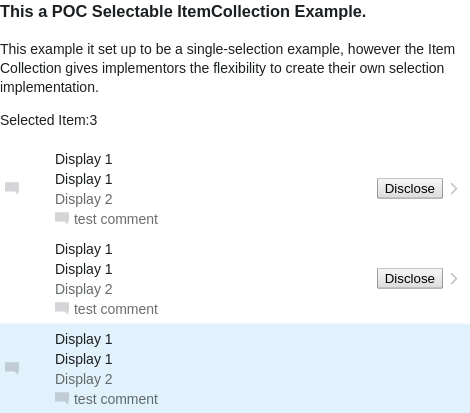 This a POC Selectable ItemCollection Example.
This example it set up to be a single-selection example, however the Item
Collection gives implementors the flexibility to create their own selection
implementation.
Selected Item:3
Display 1
Display 1
Display 2
test comment
Disclose
Display 1
Display 1
Display 2
test comment
Disclose
Display 1
Display 1
Display 2
test comment